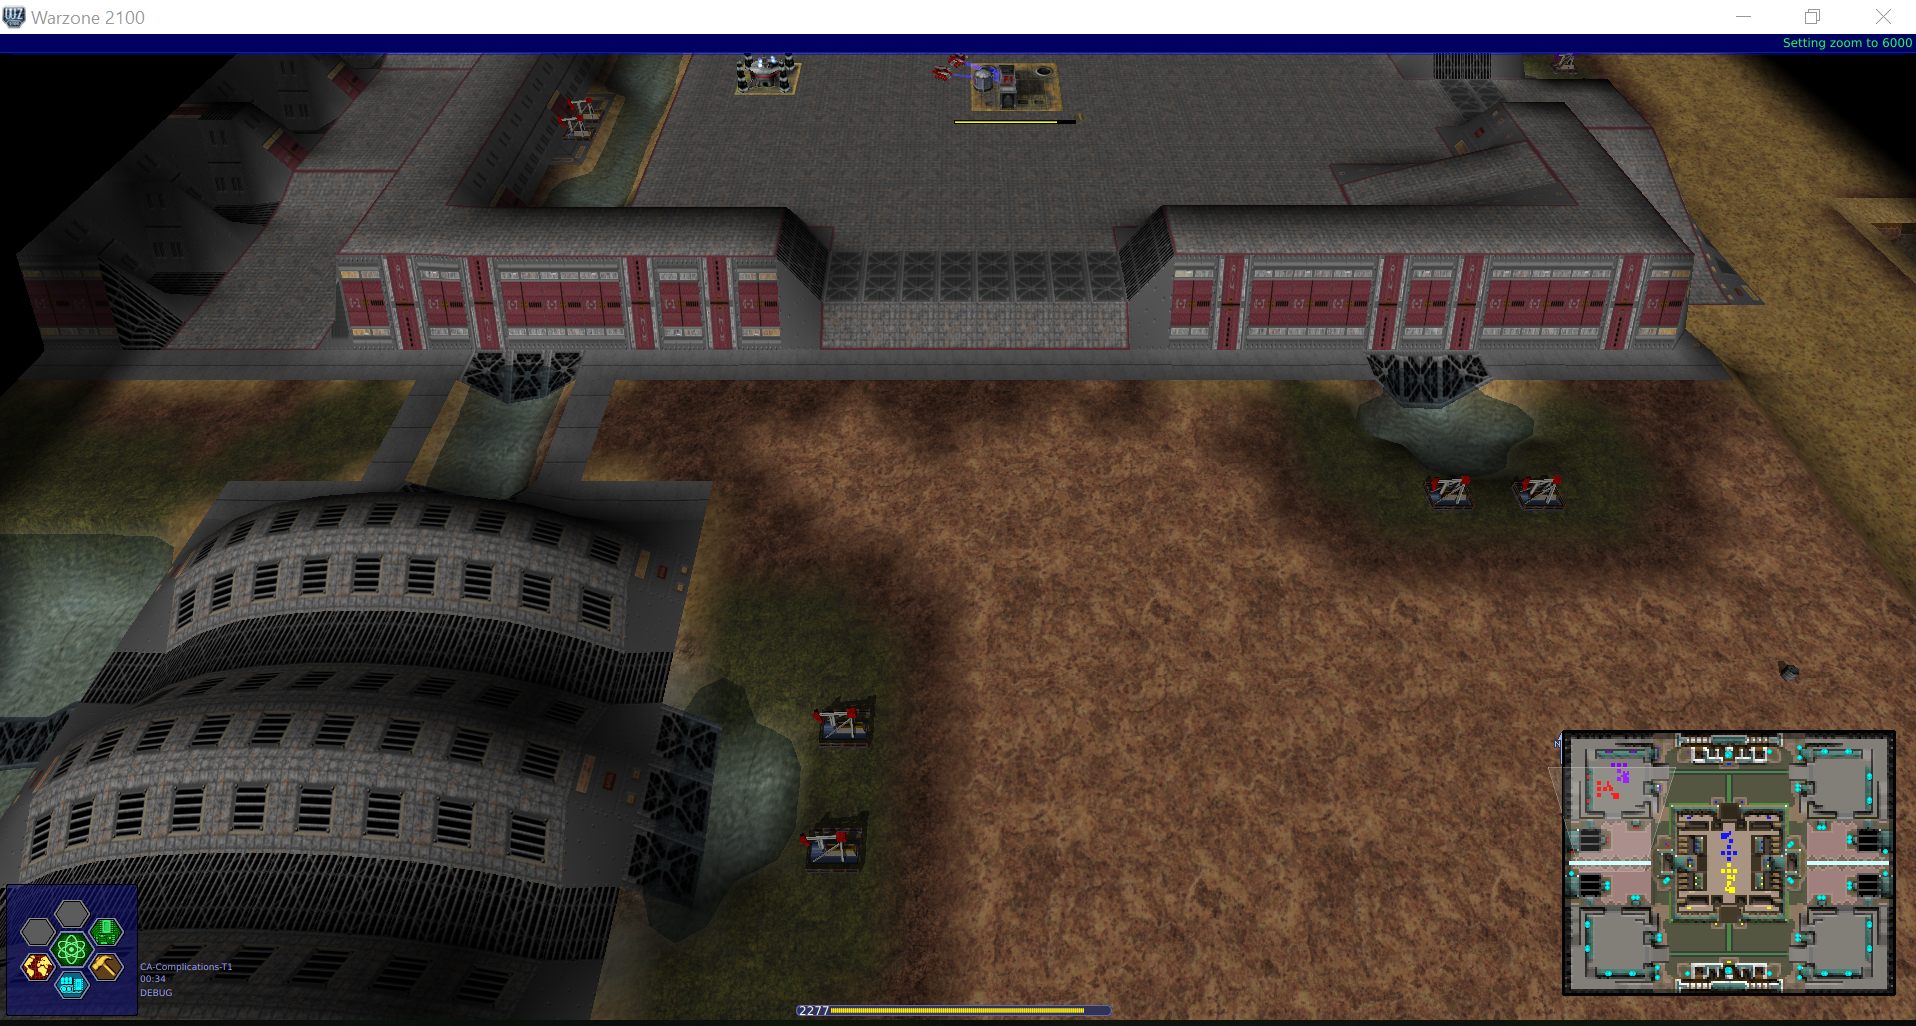 Warzone 2100
Setting zoom to 6000
N
CA-Complications-T1
00:34
DEBUG
2277